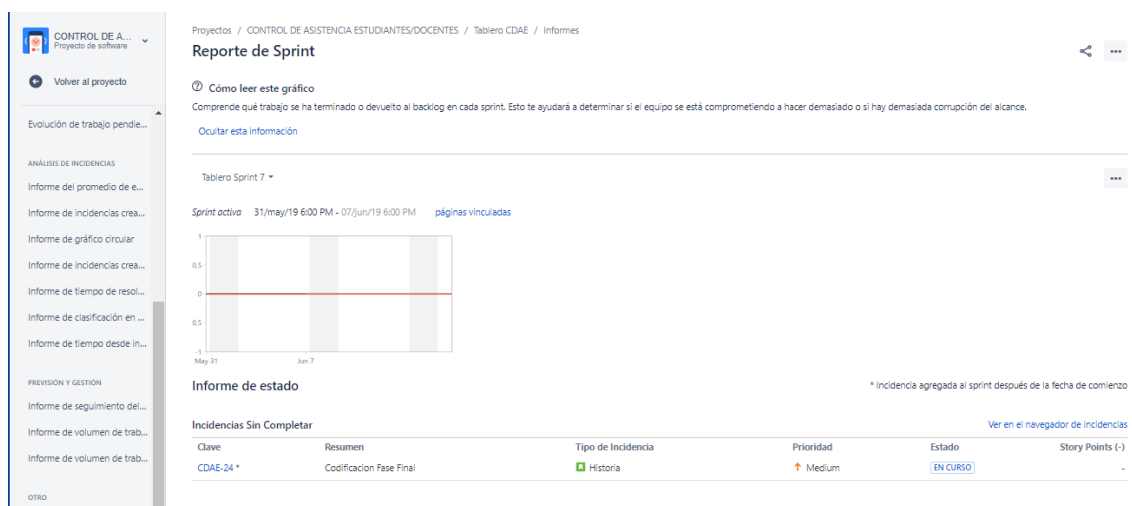 CONTROL DE A...
Proyecto de software
Volver al proyecto
Evolución de trabajo pendie...
ANÁLISIS DE INCIDENCIAS
Informe del promedio de e...
Informe de incidencias crea...
Informe de gráfico circular
Informe de incidencias crea...
Informe de tiempo de resol...
Informe de clasificación en ...
Informe de tiempo desde in...
PREVISIÓN Y GESTIÓN
Informe de seguimiento del...
Informe de volumen de trab...
Informe de volumen de trab...
OTRO
Proyectos / CONTROL DE ASISTENCIA ESTUDIANTES/DOCENTES / Tablero CDAE / Informes
Reporte de Sprint
Cómo leer este gráfico
Comprende qué trabajo se ha terminado o devuelto al backlog en cada sprint. Esto te ayudará a determinar si el equipo se está comprometiendo a hacer demasiado o si hay demasiada corrupción del alcance.
Ocultar esta información
Tablero Sprint 7
Sprint activo 31/may/19 6:00 PM - 07/jun/19 6:00 PM páginas vinculadas
1
0,5
0
0,5
-1
May 31 Jun 7
Informe de estado * Incidencia agregada al sprint después de la fecha de comienzo
Incidencias Sin Completar Ver en el navegador de incidencias
Clave Resumen Tipo de Incidencia Prioridad Estado Story Points (-)
CDAE-24 * Codificacion Fase Final Historia Medium EN CURSO -